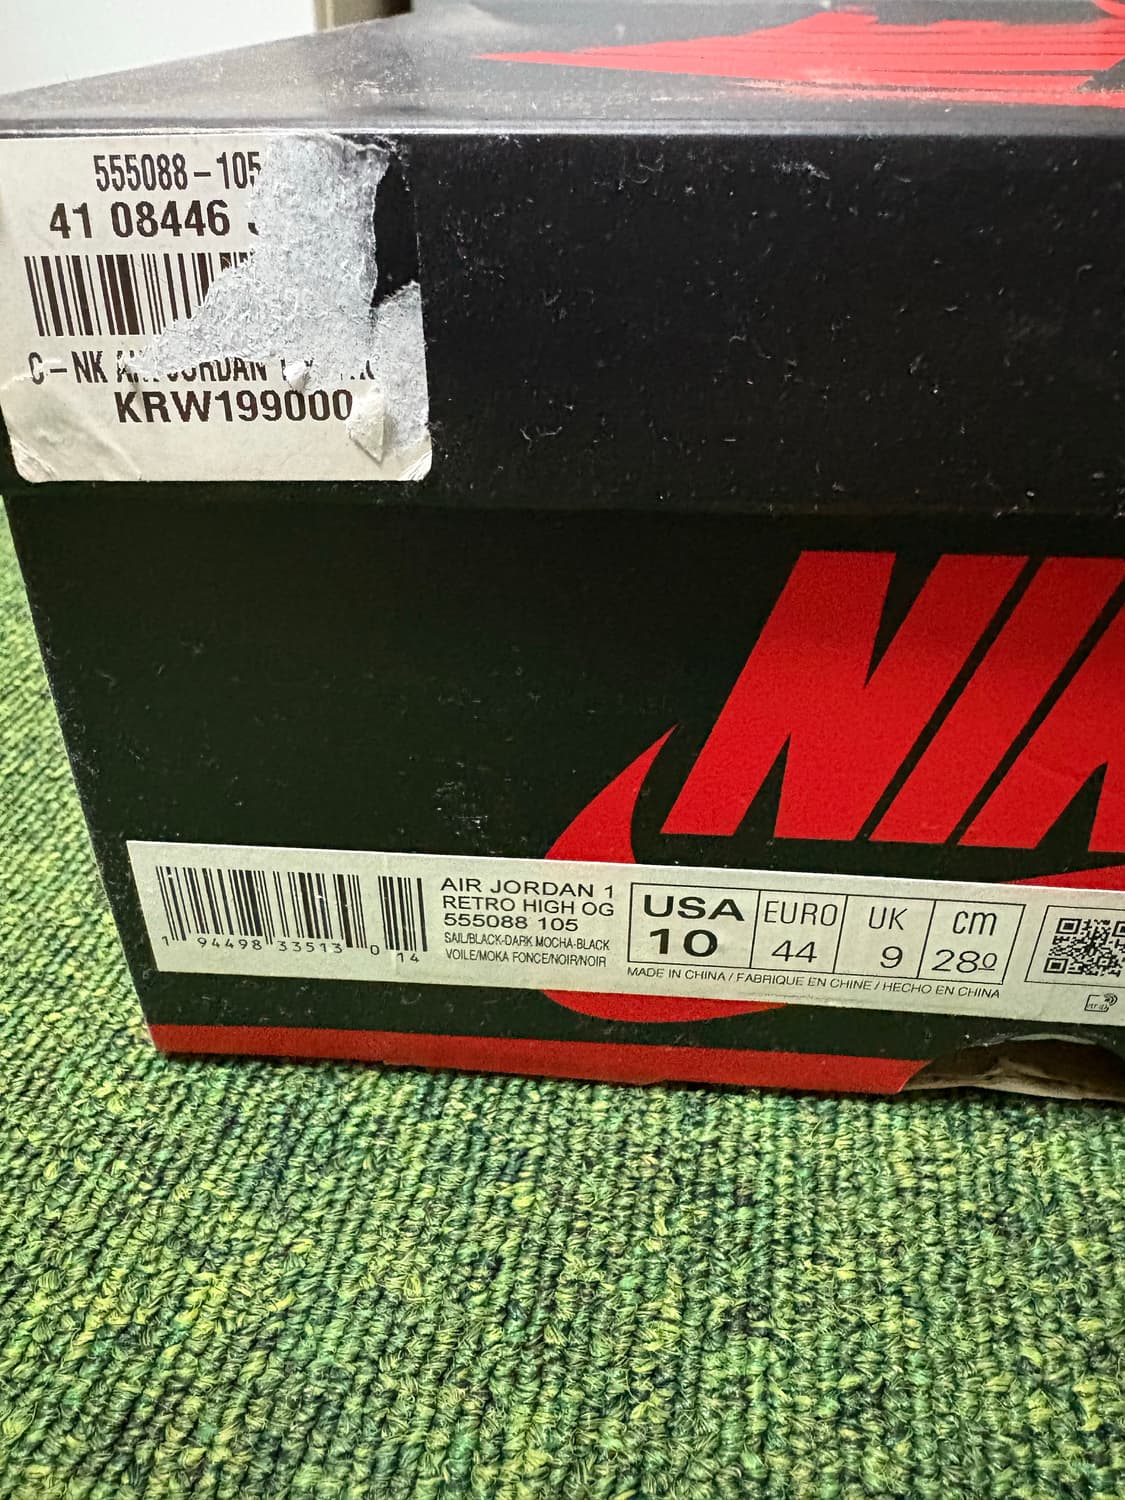 555088-105
41 08446
C-NK JORDAN
KRW199000
NIK
1 94498 33513 0 14
AIR JORDAN 1
RETRO HIGH OG
555088 105
SAIL/BLACK-DARK MOCHA-BLACK
VOILE/MOKA FONCE/NOIR/NOIR
USA EURO UK cm
10 44 9 280
MADE IN CHINA / FABRIQUE EN CHINE / HECHO EN CHINA